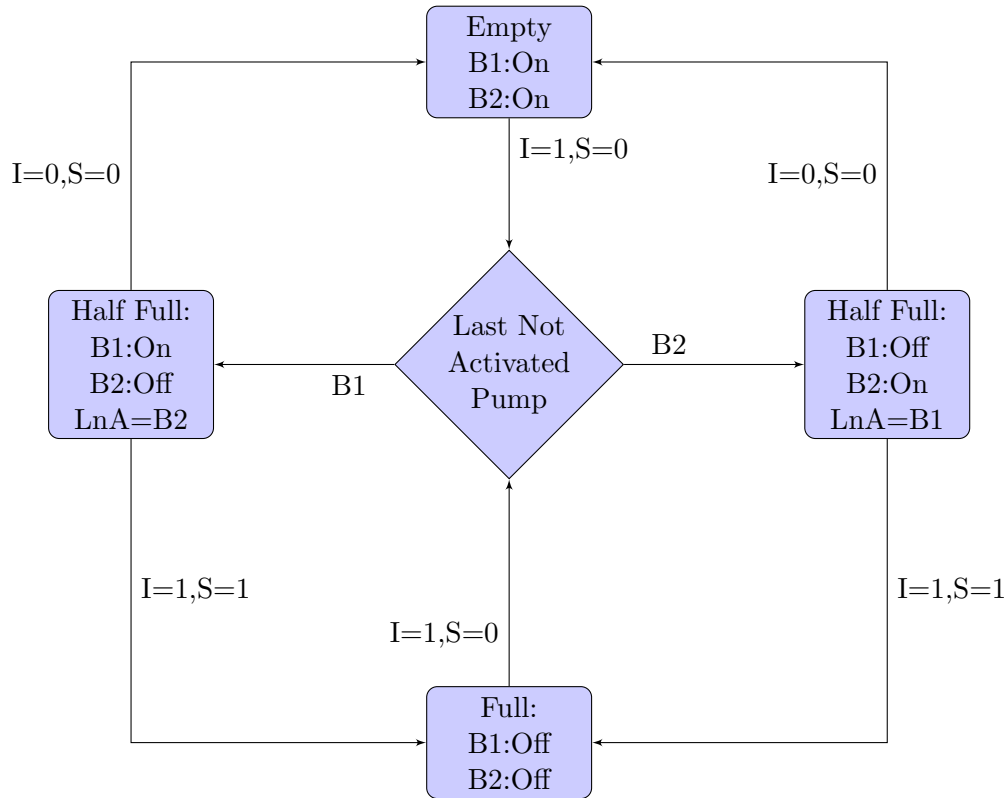 Empty
B1:On
B2:On
I=1,S=0
I=0,S=0
I=0,S=0
Half Full:
B1:On
B2:Off
LnA=B2
B1
Last Not
Activated
Pump
B2
Half Full:
B1:Off
B2:On
LnA=B1
I=1,S=1
I=1,S=0
I=1,S=1
Full:
B1:Off
B2:Off